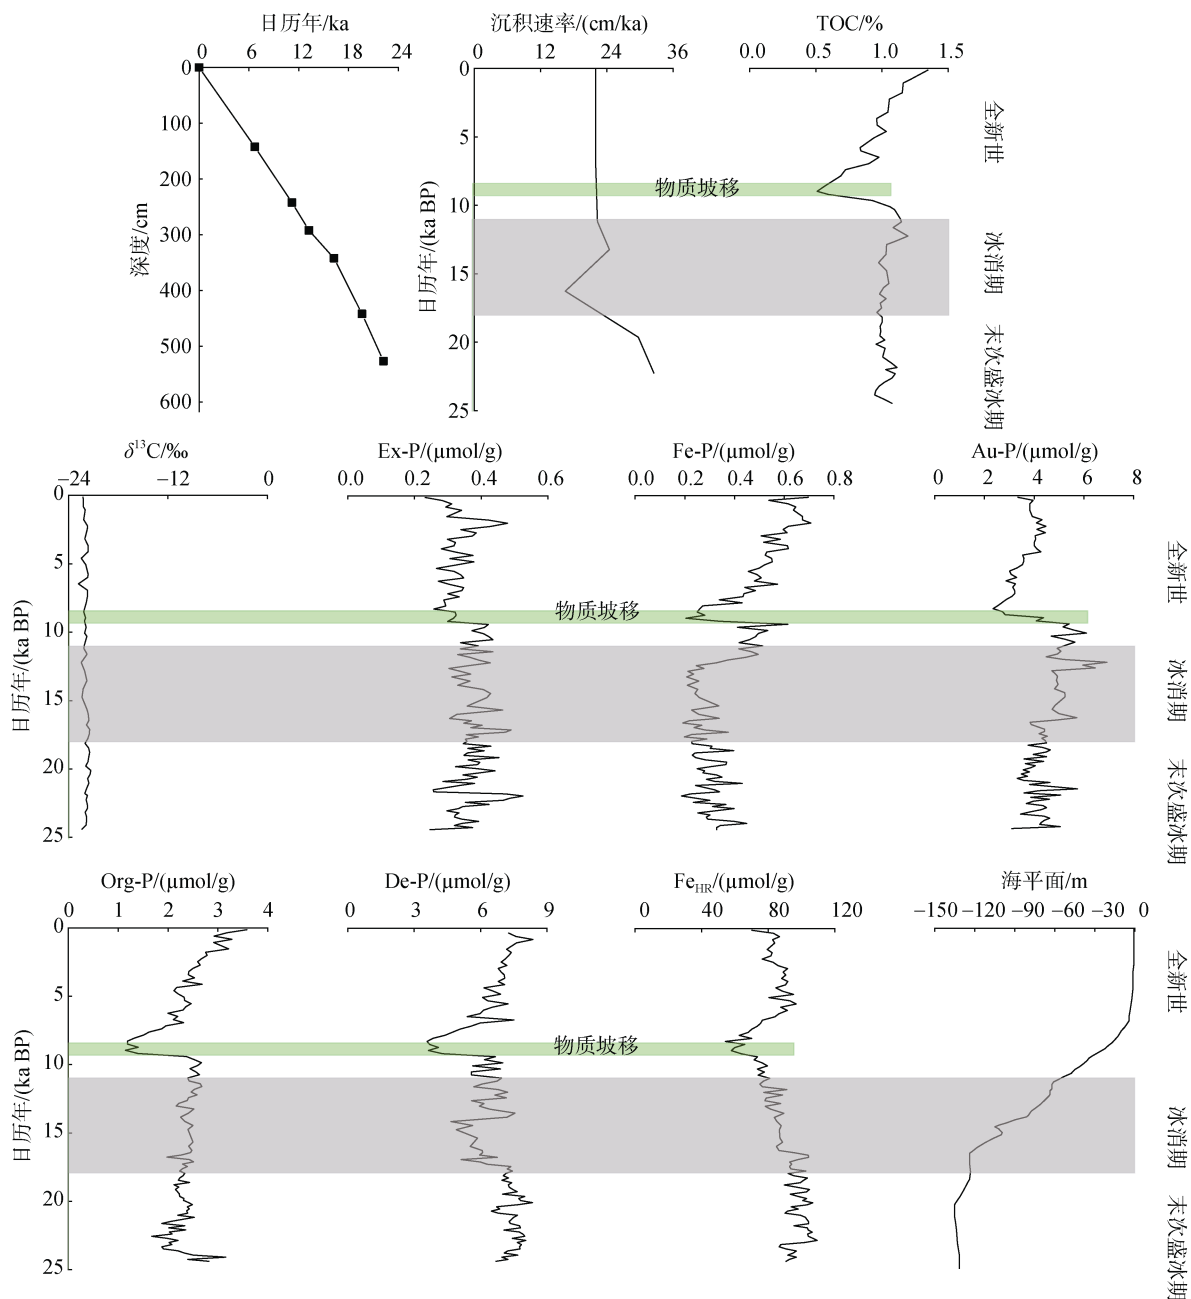 日历年/ka
0 6 12 18 24
0
100
200
300
400
500
600
深度/cm
沉积速率/(cm/ka)
0 12 24 36
TOC/%
0.0 0.5 1.0 1.5
0
5
10
15
20
25
日历年/(ka BP)
物质坡移
全新世
冰消期
末次盛冰期
δ¹³C/‰
−24 −12 0
Ex-P/(μmol/g)
0.0 0.2 0.4 0.6
Fe-P/(μmol/g)
0.0 0.2 0.4 0.6 0.8
Au-P/(μmol/g)
0 2 4 6 8
0
5
10
15
20
25
日历年/(ka BP)
物质坡移
全新世
冰消期
末次盛冰期
Org-P/(μmol/g)
0 1 2 3 4
De-P/(μmol/g)
0 3 6 9
Fe_HR/(μmol/g)
0 40 80 120
海平面/m
−150 −120 −90 −60 −30 0
0
5
10
15
20
25
日历年/(ka BP)
物质坡移
全新世
冰消期
末次盛冰期